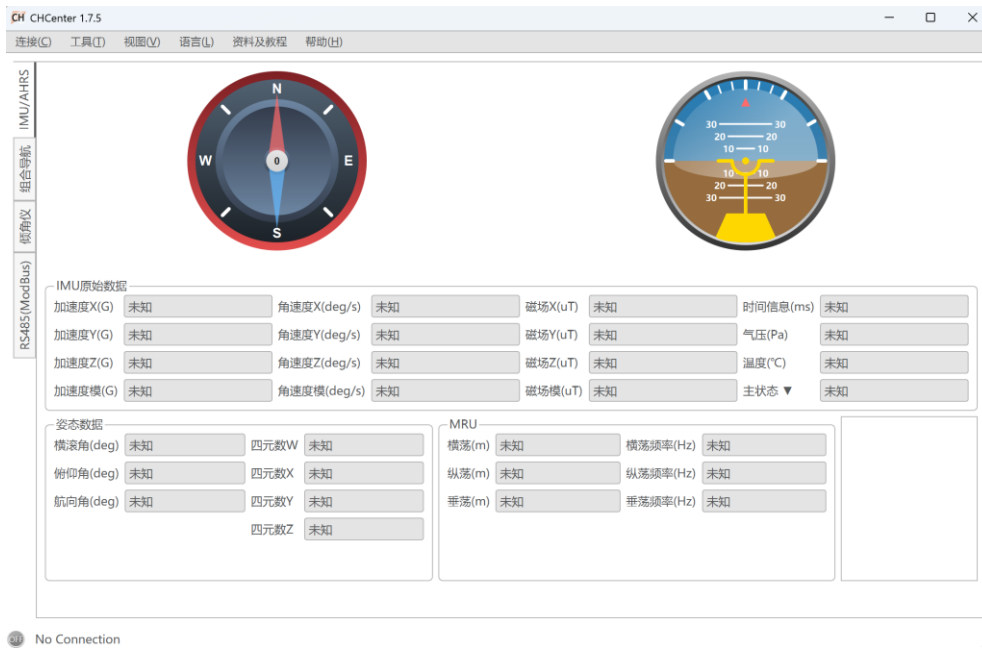 CH CHCenter 1.7.5
连接(C) 工具(T) 视图(V) 语言(L) 资料及教程 帮助(H)
IMU/AHRS
组合导航
倾角仪
RS485(ModBus)
N
W 0 E
S
30 30
20 20
10 10
10 10
20 20
30 30
IMU原始数据
加速度X(G) 未知 角速度X(deg/s) 未知 磁场X(uT) 未知 时间信息(ms) 未知
加速度Y(G) 未知 角速度Y(deg/s) 未知 磁场Y(uT) 未知 气压(Pa) 未知
加速度Z(G) 未知 角速度Z(deg/s) 未知 磁场Z(uT) 未知 温度(℃) 未知
加速度模(G) 未知 角速度模(deg/s) 未知 磁场模(uT) 未知 主状态 ▼ 未知
姿态数据 MRU
横滚角(deg) 未知 四元数W 未知 横荡(m) 未知 横荡频率(Hz) 未知
俯仰角(deg) 未知 四元数X 未知 纵荡(m) 未知 纵荡频率(Hz) 未知
航向角(deg) 未知 四元数Y 未知 垂荡(m) 未知 垂荡频率(Hz) 未知
四元数Z 未知
OFF No Connection